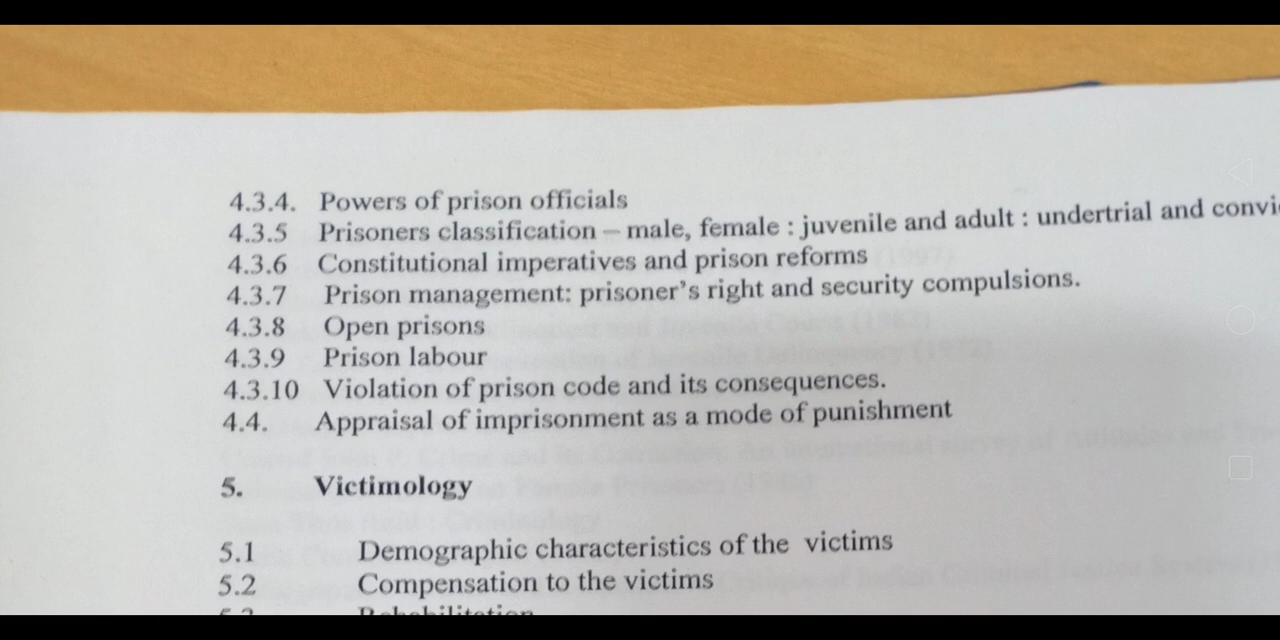 4.3.4. Powers of prison officials
4.3.5 Prisoners classification – male, female : juvenile and adult : undertrial and
4.3.6 Constitutional imperatives and prison reforms
4.3.7 Prison management: prisoner's right and security compulsions.
4.3.8 Open prisons
4.3.9 Prison labour
4.3.10 Violation of prison code and its consequences.
4.4. Appraisal of imprisonment as a mode of punishment
5. Victimology
5.1 Demographic characteristics of the victims
5.2 Compensation to the victims